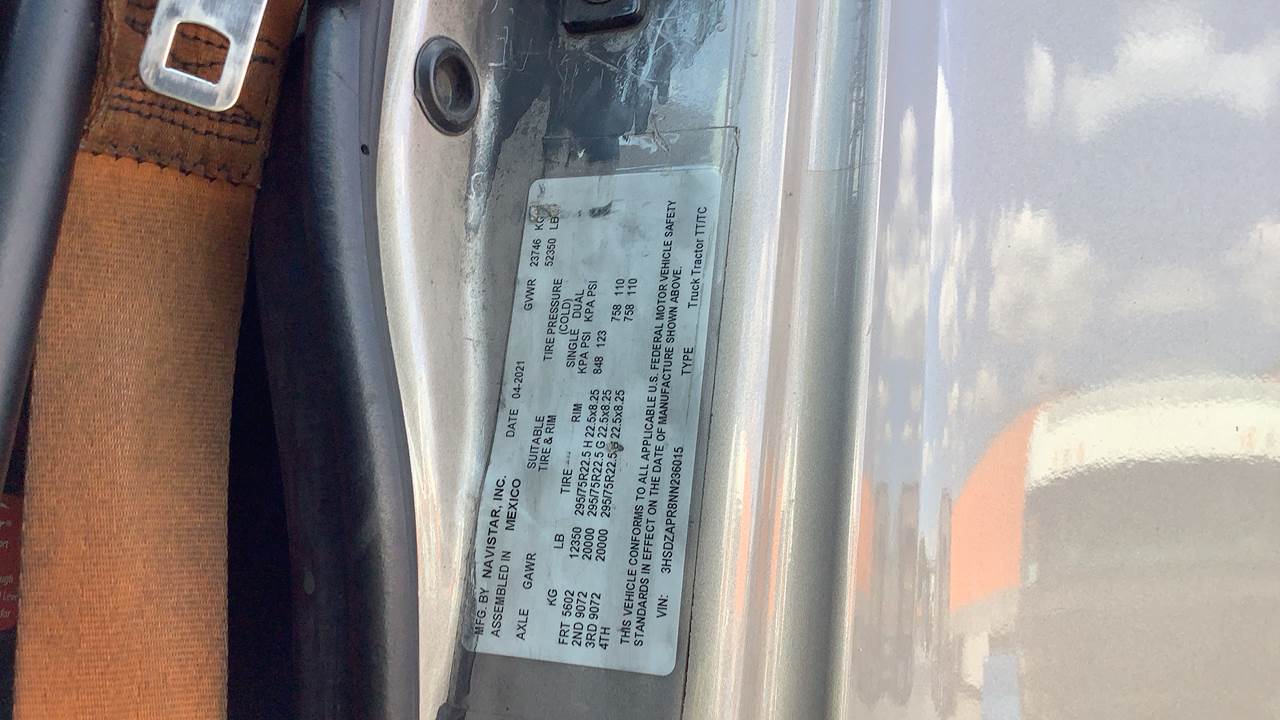 MFG. BY NAVISTAR, INC.
ASSEMBLED IN MEXICO DATE 04-2021 GVWR 23746 KG
52350 LB
AXLE GAWR SUITABLE TIRE PRESSURE
TIRE & RIM (COLD)
SINGLE DUAL
KG LB TIRE RIM KPA PSI KPA PSI
FRT 5602 12350 295/75R22.5 H 22.5x8.25 848 123
2ND 9072 20000 295/75R22.5 G 22.5x8.25 758 110
3RD 9072 20000 295/75R22.5 G 22.5x8.25 758 110
4TH
THIS VEHICLE CONFORMS TO ALL APPLICABLE U.S. FEDERAL MOTOR VEHICLE SAFETY
STANDARDS IN EFFECT ON THE DATE OF MANUFACTURE SHOWN ABOVE.
VIN: 3HSDZAPR8NN236015 TYPE Truck Tractor TT/TC